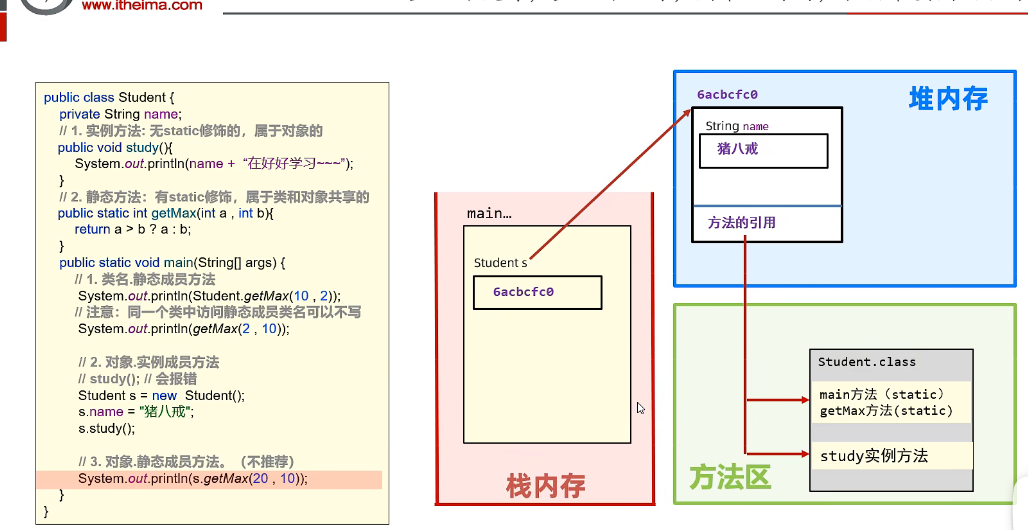 www.itheima.com
public class Student {
private String name;
// 1. 实例方法: 无static修饰的，属于对象的
public void study(){
System.out.println(name + “在好好学习~~~”);
}
// 2. 静态方法：有static修饰，属于类和对象共享的
public static int getMax(int a , int b){
return a > b ? a : b;
}
public static void main(String[] args) {
// 1. 类名.静态成员方法
System.out.println(Student.getMax(10 , 2));
// 注意：同一个类中访问静态成员类名可以不写
System.out.println(getMax(2 , 10));
// 2. 对象.实例成员方法
// study(); // 会报错
Student s = new Student();
s.name = "猪八戒";
s.study();
// 3. 对象.静态成员方法。（不推荐）
System.out.println(s.getMax(20 , 10));
}
}
main…
Student s
6acbcfc0
栈内存
6acbcfc0
堆内存
String name
猪八戒
方法的引用
Student.class
main方法（static）
getMax方法(static)
study实例方法
方法区